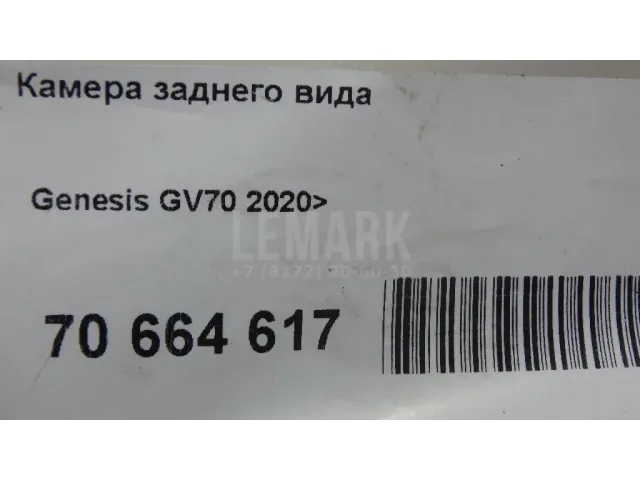 Камера заднего вида
Genesis GV70 2020>
LEMARK
70 664 617